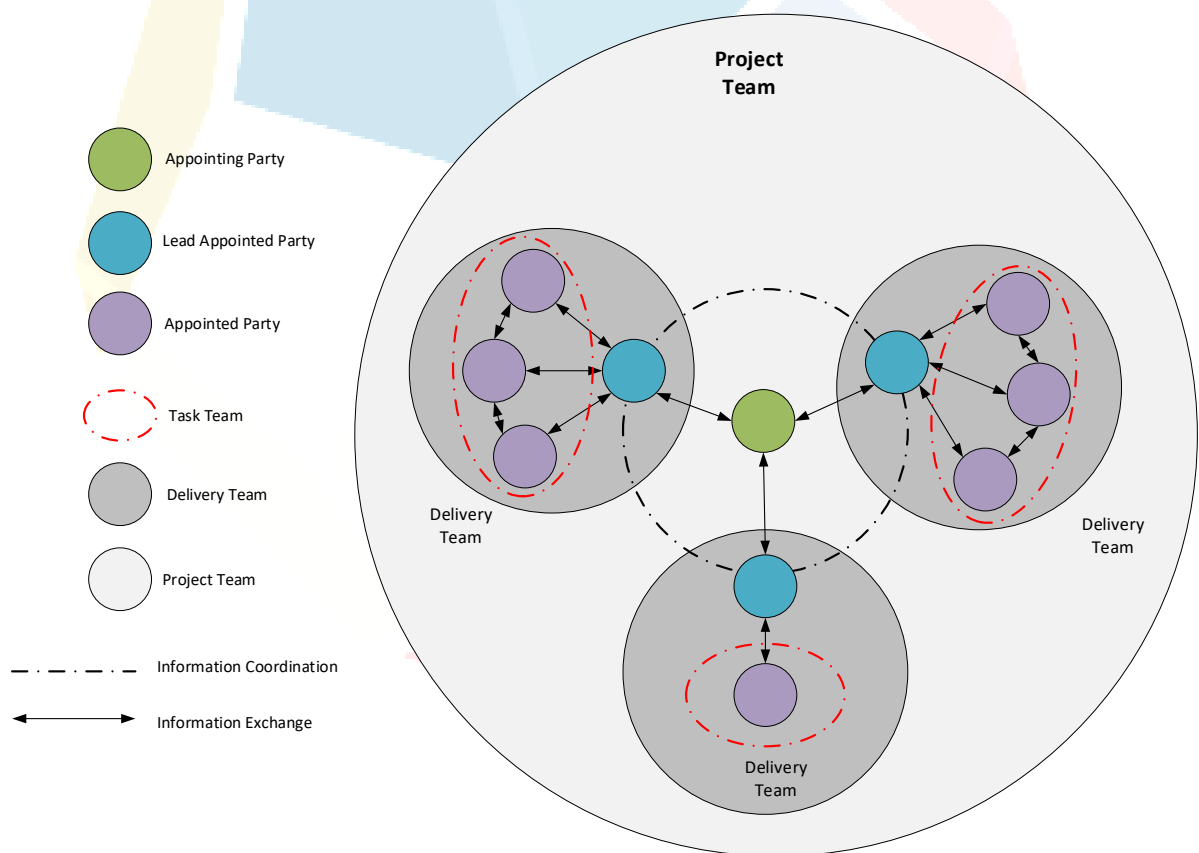 Project
Team
Appointing Party
Lead Appointed Party
Appointed Party
Task Team
Delivery Team
Project Team
Information Coordination
Information Exchange
Delivery
Team
Delivery
Team
Delivery
Team